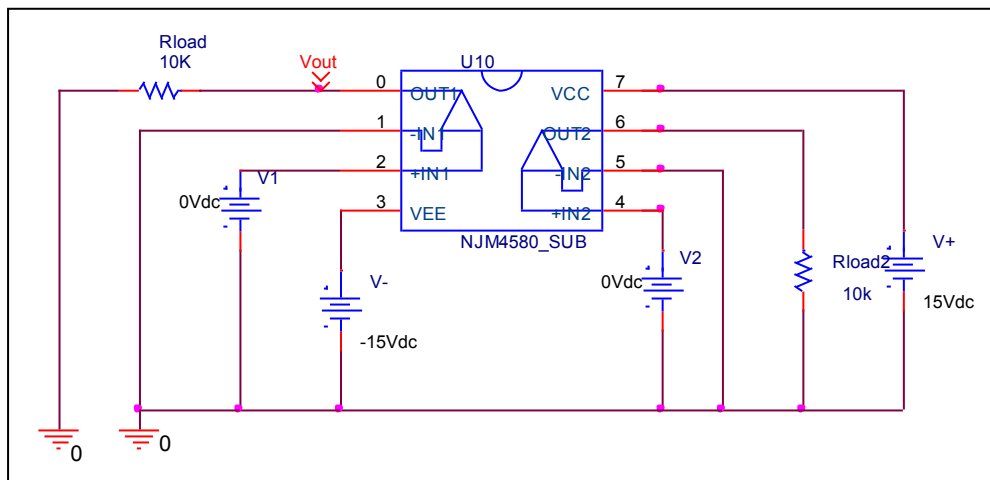 Rload
10K
Vout
U10
0
OUT1
VCC
7
1
-IN1
OUT2
6
2
+IN1
-IN2
5
3
VEE
+IN2
4
NJM4580_SUB
V1
0Vdc
-
V-
-
-15Vdc
V2
0Vdc
-
Rload2
10k
V+
-
15Vdc
0
0